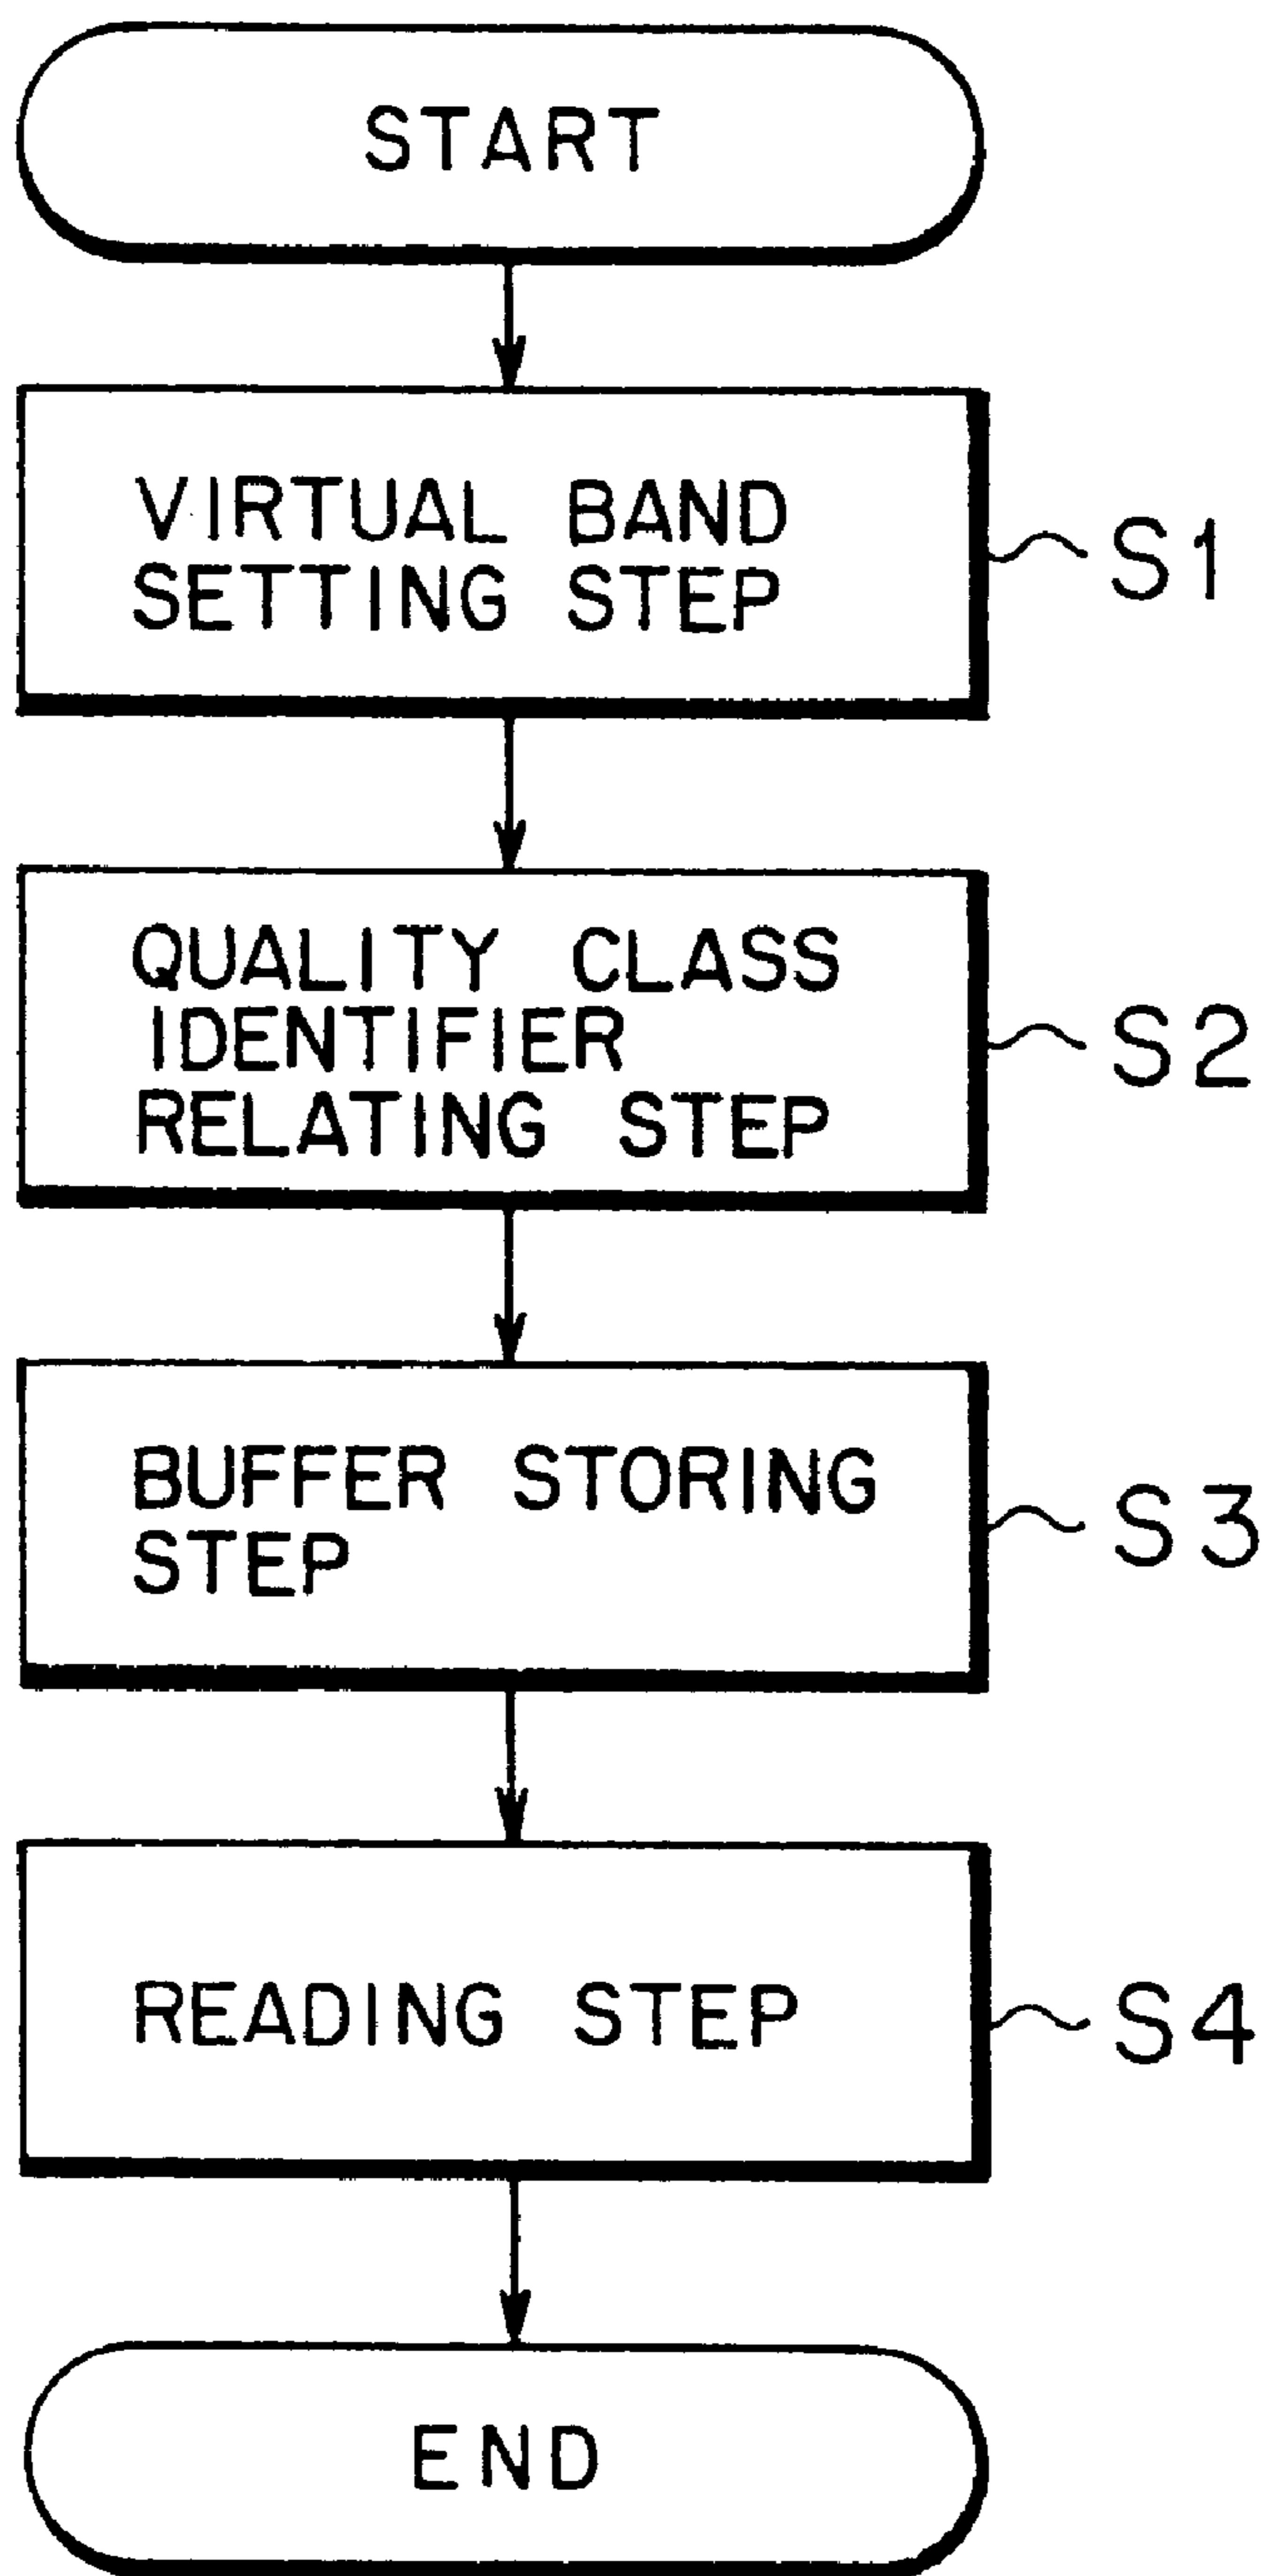 START
VIRTUAL BAND
SETTING STEP
S1
QUALITY CLASS
IDENTIFIER
RELATING STEP
S2
BUFFER STORING
STEP
S3
READING STEP
S4
END